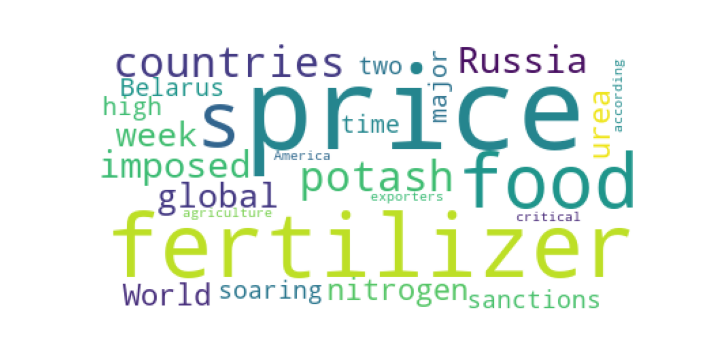 countries two major Russia according
Belarus
high s price time urea
week
imposed America potash food
global exporters
agriculture critical
fertilizer
World soaring nitrogen sanctions